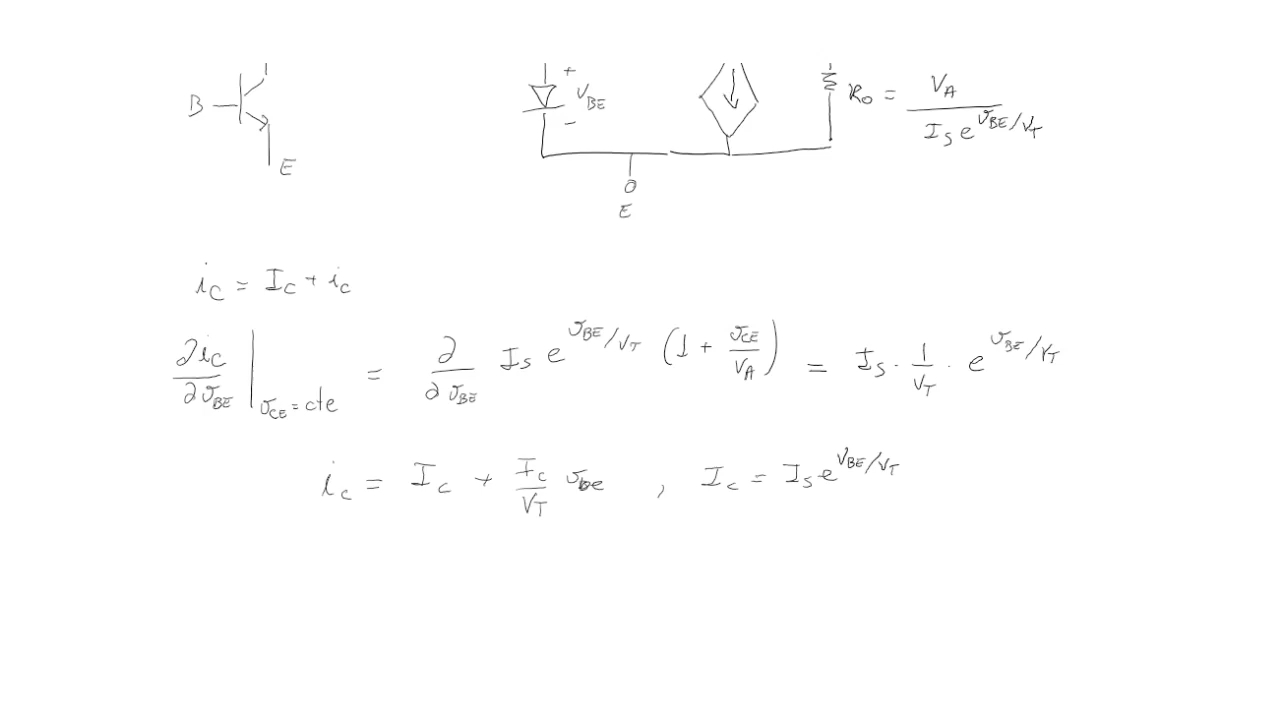 B
E
+
v_BE
−
E
R_o = V_A / (I_S e^{v_BE/V_T})
i_C = I_C + i_c
∂i_C/∂v_BE |_{v_CE = cte} = ∂/∂v_BE I_S e^{v_BE/V_T} (1 + v_CE/V_A) = I_S · 1/V_T · e^{v_BE/V_T}
i_C = I_C + I_C/V_T v_be , I_C = I_S e^{V_BE/V_T}